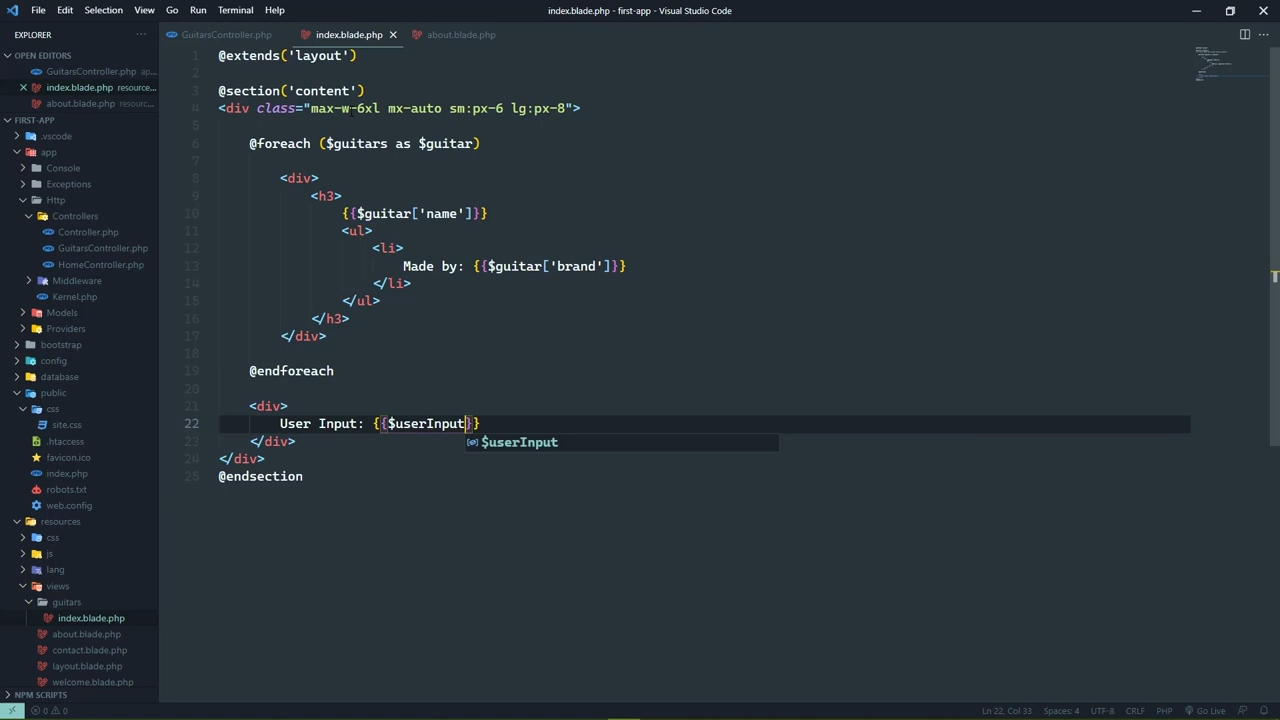 File Edit Selection View Go Run Terminal Help
index.blade.php - first-app - Visual Studio Code
EXPLORER
OPEN EDITORS
GuitarsController.php ap...
index.blade.php resource...
about.blade.php resourc...
FIRST-APP
.vscode
app
Console
Exceptions
Http
Controllers
Controller.php
GuitarsController.php
HomeController.php
Middleware
Kernel.php
Models
Providers
bootstrap
config
database
public
css
site.css
.htaccess
favicon.ico
index.php
robots.txt
web.config
resources
css
js
lang
views
guitars
index.blade.php
about.blade.php
contact.blade.php
layout.blade.php
welcome.blade.php
NPM SCRIPTS
GuitarsController.php index.blade.php about.blade.php
1 @extends('layout')
2
3 @section('content')
4 <div class="max-w-6xl mx-auto sm:px-6 lg:px-8">
5
6 @foreach ($guitars as $guitar)
7
8 <div>
9 <h3>
10 {{$guitar['name']}}
11 <ul>
12 <li>
13 Made by: {{$guitar['brand']}}
14 </li>
15 </ul>
16 </h3>
17 </div>
18
19 @endforeach
20
21 <div>
22 User Input: {{$userInput}}
23 </div>
$userInput
24 </div>
25 @endsection
0 0
Ln 22, Col 33 Spaces: 4 UTF-8 CRLF PHP Go Live